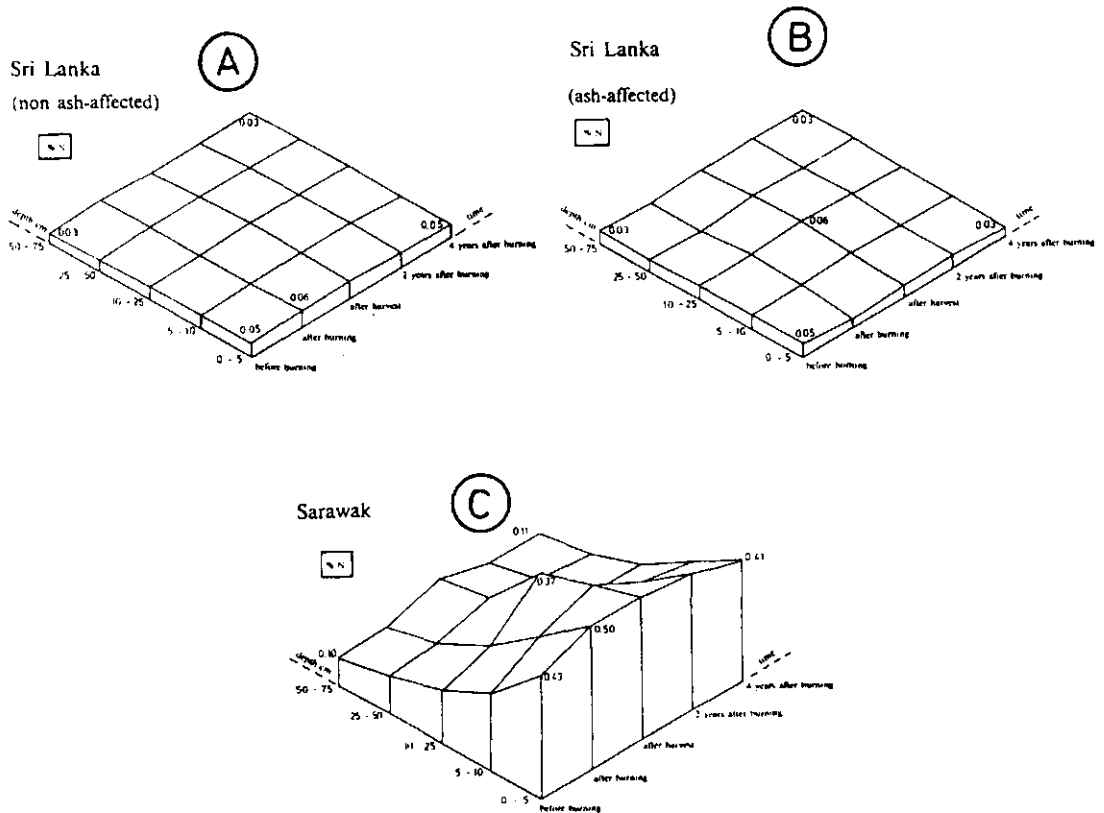 A
Sri Lanka
(non ash-affected)
% N
0.03
depth cm
0.03
50 - 75
25 - 50
10 - 25
5 - 10
0 - 5
0.05
0.06
0.05
time
4 years after burning
2 years after burning
after harvest
after burning
before burning
B
Sri Lanka
(ash-affected)
% N
0.03
depth cm
0.03
50 - 75
25 - 50
10 - 25
5 - 10
0 - 5
0.06
0.05
0.03
time
4 years after burning
2 years after burning
after harvest
after burning
before burning
C
Sarawak
% N
0.11
0.37
0.41
0.50
0.10
0.43
depth cm
50 - 75
25 - 50
10 - 25
5 - 10
0 - 5
time
4 years after burning
2 years after burning
after harvest
after burning
before burning